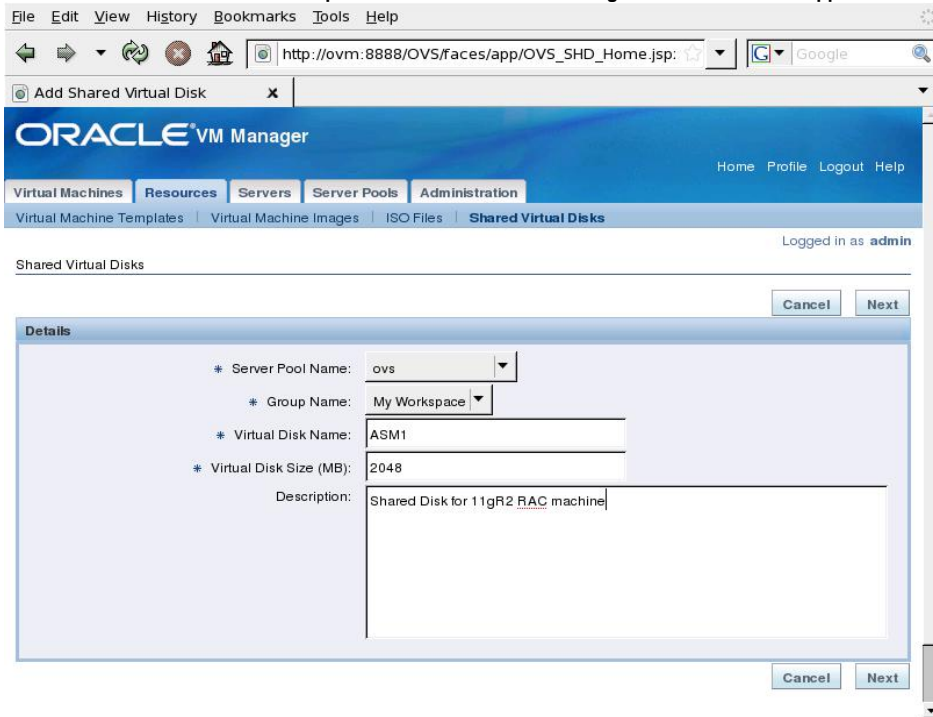 File Edit View History Bookmarks Tools Help
http://ovm:8888/OVS/faces/app/OVS_SHD_Home.jsp:
G Google
Add Shared Virtual Disk x
ORACLE VM Manager
Home Profile Logout Help
Virtual Machines Resources Servers Server Pools Administration
Virtual Machine Templates | Virtual Machine Images | ISO Files | Shared Virtual Disks
Logged in as admin
Shared Virtual Disks
Cancel Next
Details
* Server Pool Name: ovs
* Group Name: My Workspace
* Virtual Disk Name: ASM1
* Virtual Disk Size (MB): 2048
Description: Shared Disk for 11gR2 RAC machine
Cancel Next